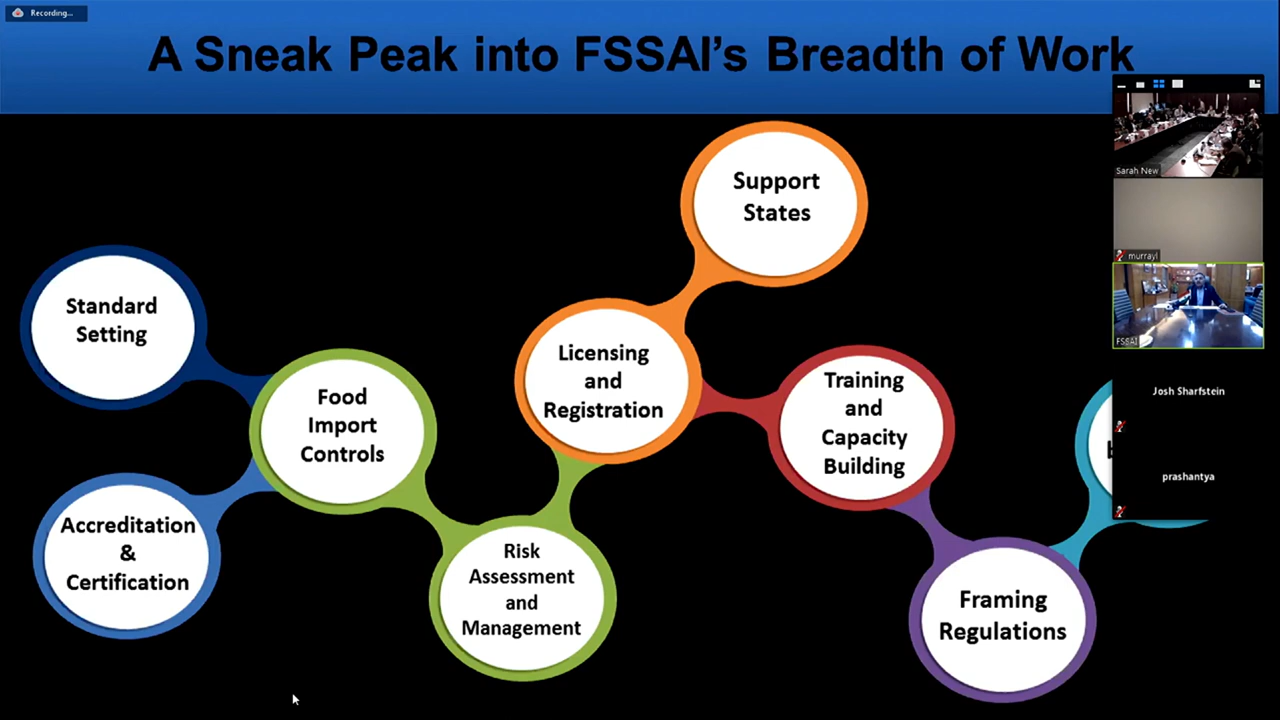 Recording...
A Sneak Peak into FSSAI's Breadth of Work
Sarah New
murrayl
FSSAI
Josh Sharfstein
prashantya
Support
States
Standard
Setting
Licensing
and
Registration
Food
Import
Controls
Training
and
Capacity
Building
Accreditation
&
Certification
Risk
Assessment
and
Management
Framing
Regulations